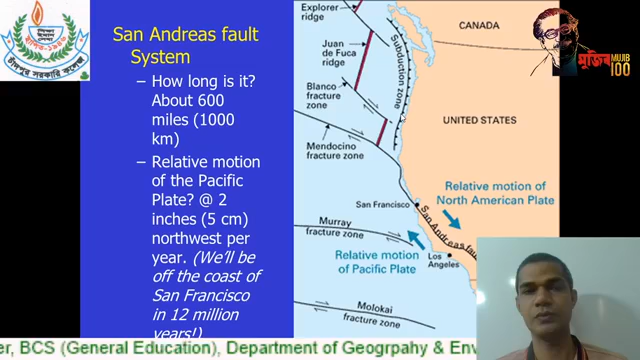 San Andreas fault
System
– How long is it?
About 600
miles (1000
km)
– Relative motion
of the Pacific
Plate? @ 2
inches (5 cm)
northwest per
year. (We'll be
off the coast of
San Francisco
in 12 million
years!)
Explorer
ridge
Juan
de Fuca
ridge
Blanco
fracture
zone
Mendocino
fracture zone
Subduction zone
CANADA
UNITED STATES
San Francisco
Relative motion of
North American Plate
San Andreas fau
Murray
fracture zone
Relative motion
of Pacific Plate
Los
Angeles
Molokai
fracture zone
মুজিব
MUJIB
100
চাঁদপুর সরকারি কলেজ
er, BCS (General Education), Department of Geogrpahy & Env